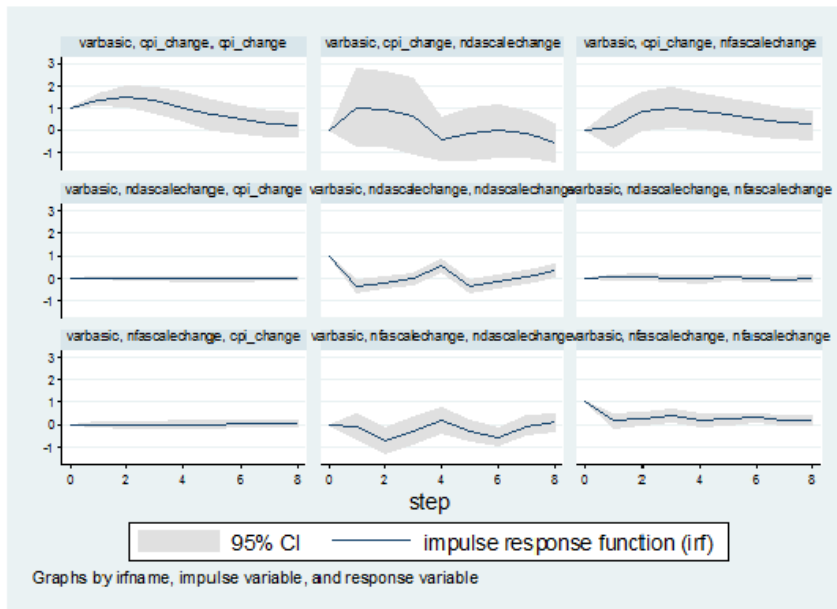 varbasic, cpi_change, cpi_change
varbasic, cpi_change, ndascalechange
varbasic, cpi_change, nfascalechange
3
2
1
0
-1
varbasic, ndascalechange, cpi_change
varbasic, ndascalechange, ndascalechange
varbasic, ndascalechange, nfascalechange
3
2
1
0
-1
varbasic, nfascalechange, cpi_change
varbasic, nfascalechange, ndascalechange
varbasic, nfascalechange, nfascalechange
3
2
1
0
-1
0 2 4 6 8 0 2 4 6 8 0 2 4 6 8
step
95% CI impulse response function (irf)
Graphs by irfname, impulse variable, and response variable